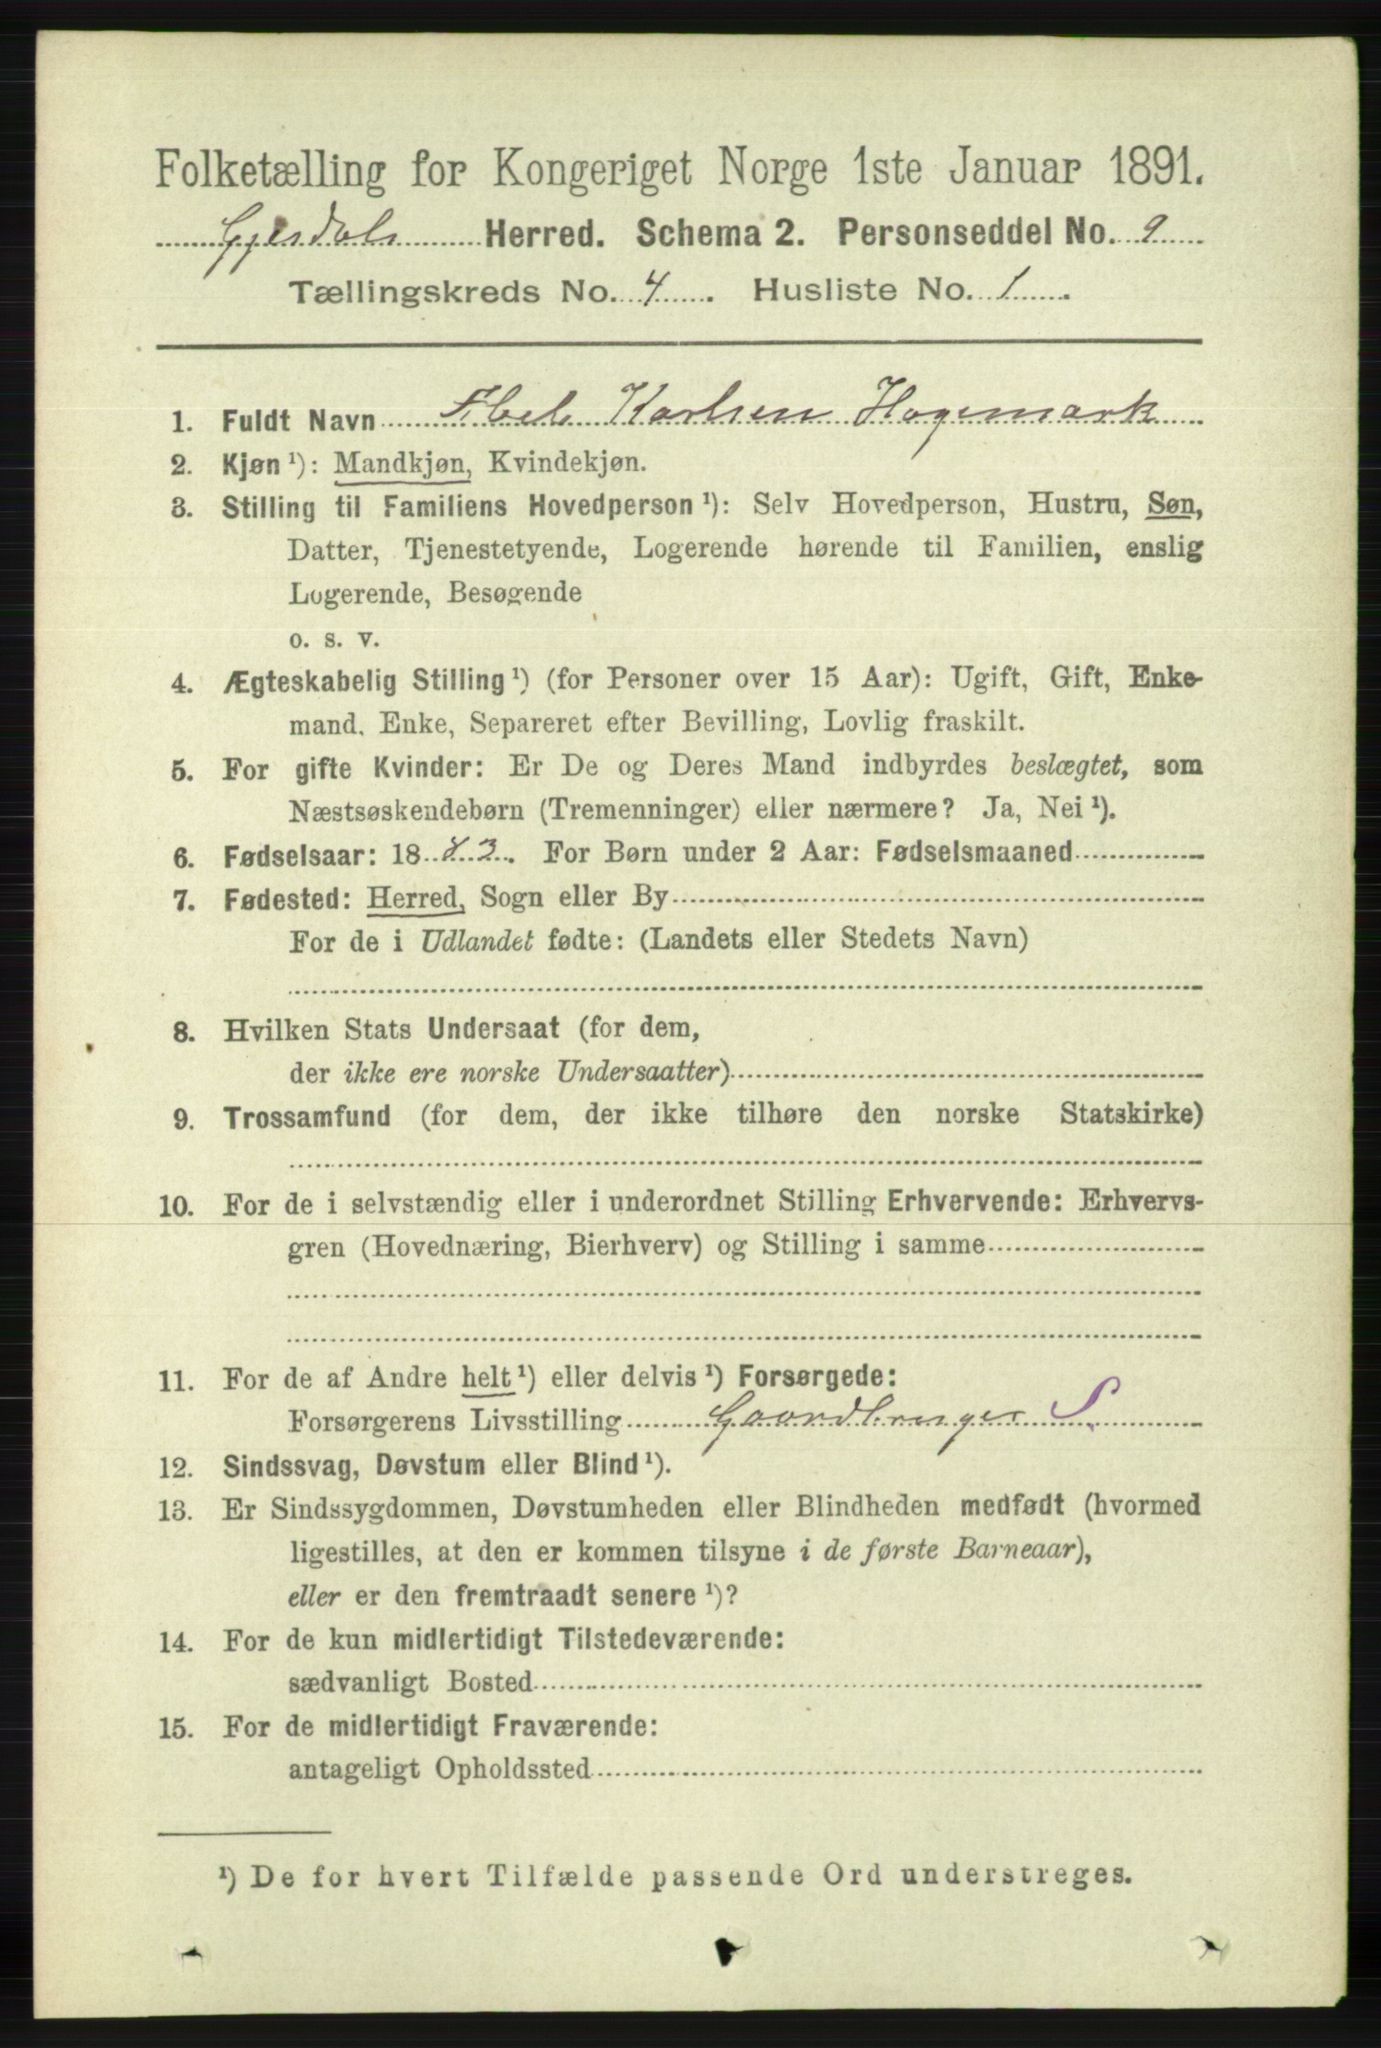 Folketælling for Kongeriget Norge 1ste Januar 1891.
Gjesdal Herred. Schema 2. Personseddel No. 9
Tællingskreds No. 4. Husliste No. 1.
1. Fuldt Navn Abel Karlsen Hogemark
2. Kjøn ¹): Mandkjøn, Kvindekjøn.
3. Stilling til Familiens Hovedperson ¹): Selv Hovedperson, Hustru, Søn,
Datter, Tjenestetyende, Logerende hørende til Familien, enslig
Logerende, Besøgende
o. s. v.
4. Ægteskabelig Stilling ¹) (for Personer over 15 Aar): Ugift, Gift, Enke-
mand, Enke, Separeret efter Bevilling, Lovlig fraskilt.
5. For gifte Kvinder: Er De og Deres Mand indbyrdes beslægtet, som
Næstsøskendebørn (Tremenninger) eller nærmere? Ja, Nei ¹).
6. Fødselsaar: 1883. For Børn under 2 Aar: Fødselsmaaned
7. Fødested: Herred, Sogn eller By
For de i Udlandet fødte: (Landets eller Stedets Navn)
8. Hvilken Stats Undersaat (for dem,
der ikke ere norske Undersaatter)
9. Trossamfund (for dem, der ikke tilhøre den norske Statskirke)
10. For de i selvstændig eller i underordnet Stilling Erhvervende: Erhvervs-
gren (Hovednæring, Bierhverv) og Stilling i samme
11. For de af Andre helt ¹) eller delvis ¹) Forsørgede:
Forsørgerens Livsstilling Gaardbruger S.
12. Sindssvag, Døvstum eller Blind ¹).
13. Er Sindssygdommen, Døvstumheden eller Blindheden medfødt (hvormed
ligestilles, at den er kommen tilsyne i de første Barneaar),
eller er den fremtraadt senere ¹)?
14. For de kun midlertidigt Tilstedeværende:
sædvanligt Bosted
15. For de midlertidigt Fraværende:
antageligt Opholdssted
¹) De for hvert Tilfælde passende Ord understreges.